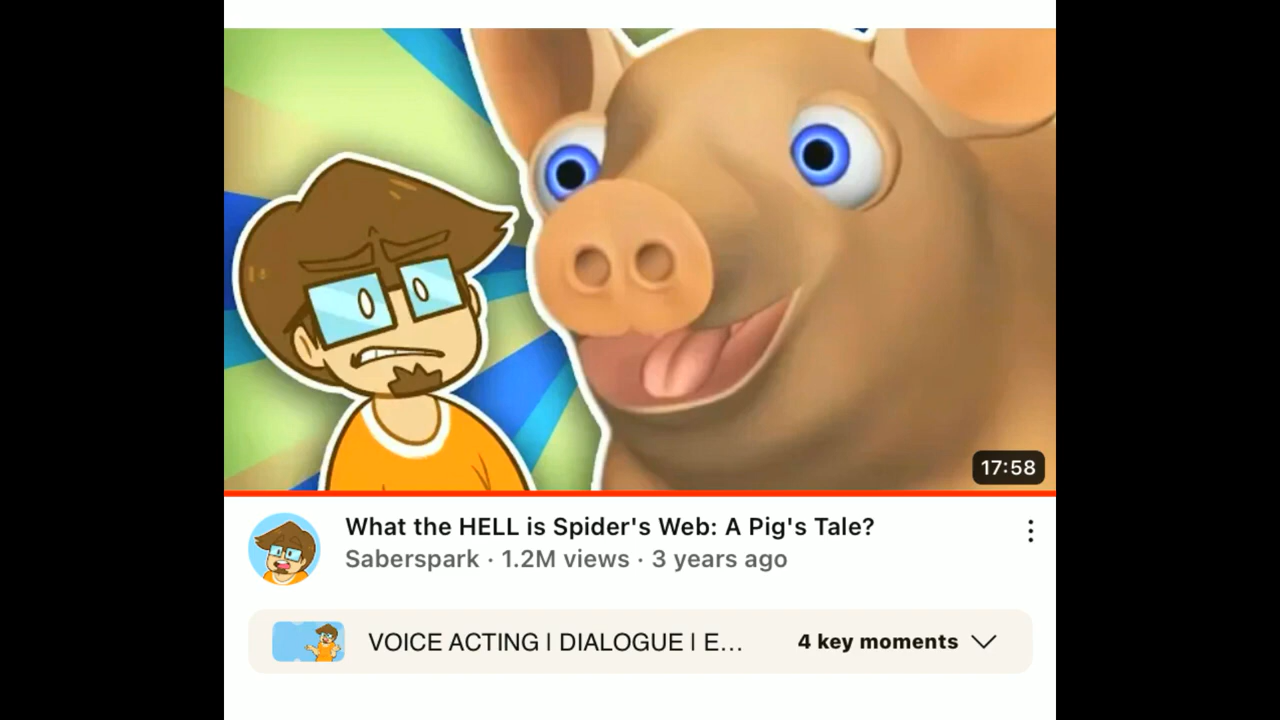 17:58
What the HELL is Spider's Web: A Pig's Tale?
Saberspark · 1.2M views · 3 years ago
VOICE ACTING | DIALOGUE | E... 4 key moments